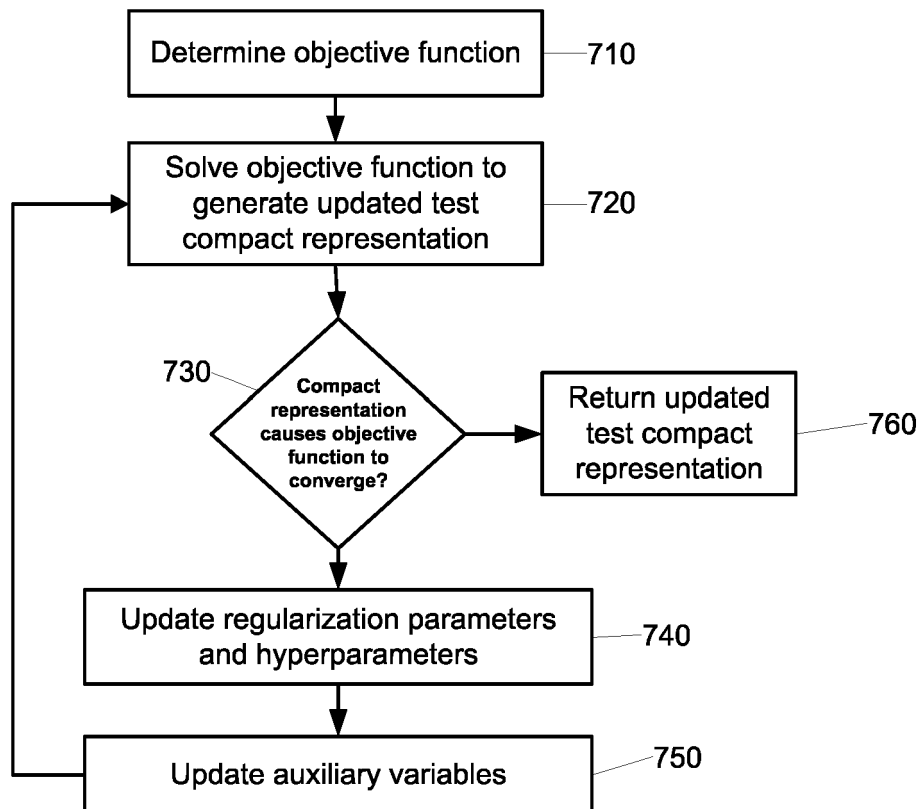 Determine objective function
710
Solve objective function to
generate updated test
compact representation
720
730
Compact
representation
causes objective
function to
converge?
Return updated
test compact
representation
760
Update regularization parameters
and hyperparameters
740
Update auxiliary variables
750